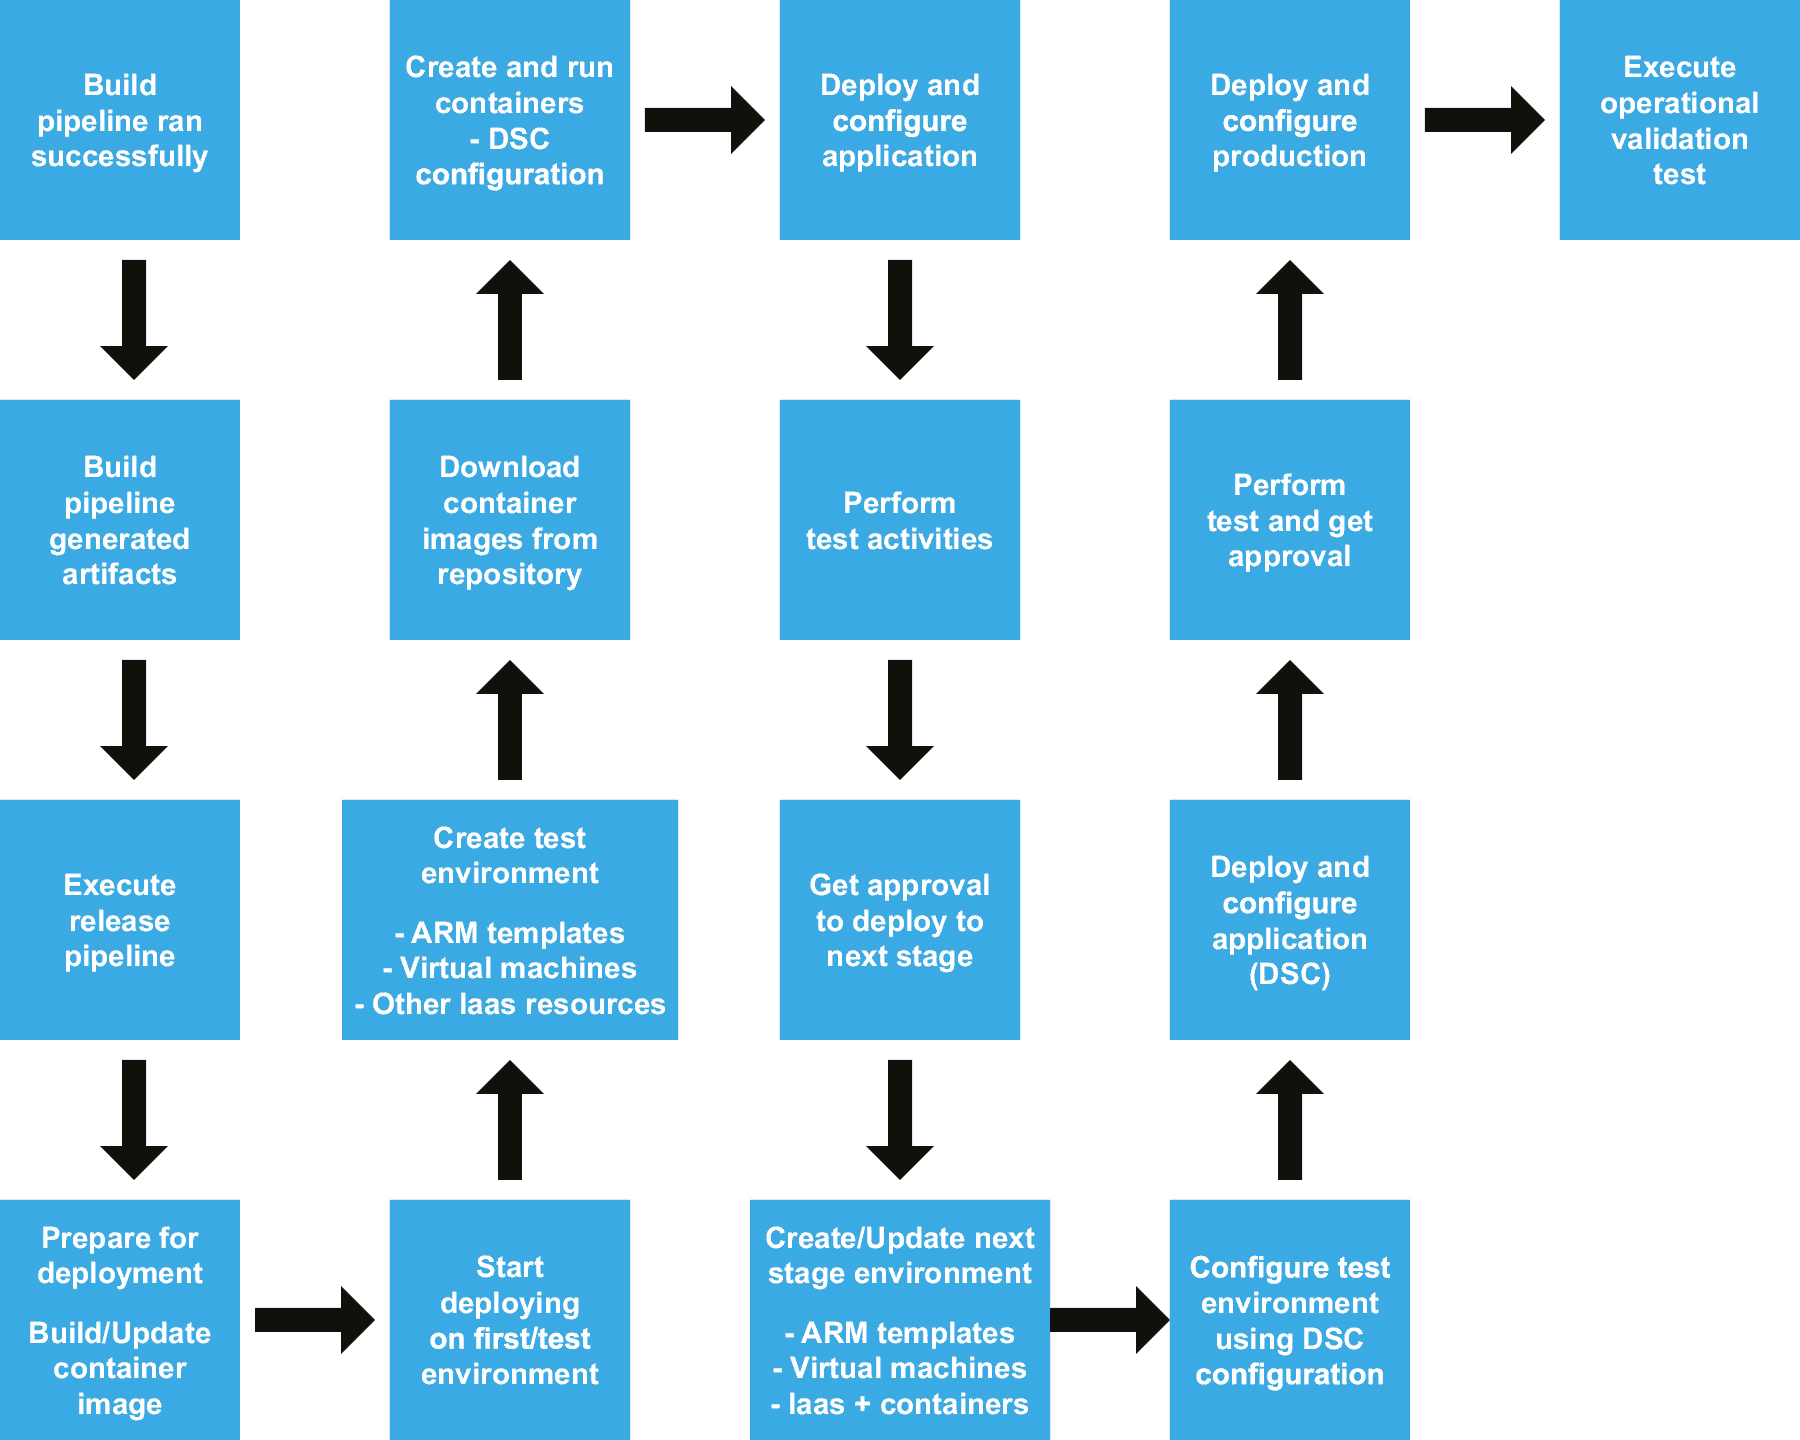 Build
pipeline ran
successfully
Build
pipeline
generated
artifacts
Execute
release
pipeline
Prepare for
deployment
Build/Update
container
image
Start
deploying
on first/test
environment
Create test
environment
- ARM templates
- Virtual machines
- Other Iaas resources
Download
container
images from
repository
Create and run
containers
- DSC
configuration
Deploy and
configure
application
Perform
test activities
Get approval
to deploy to
next stage
Create/Update next
stage environment
- ARM templates
- Virtual machines
- Iaas + containers
Configure test
environment
using DSC
configuration
Deploy and
configure
application
(DSC)
Perform
test and get
approval
Deploy and
configure
production
Execute
operational
validation
test